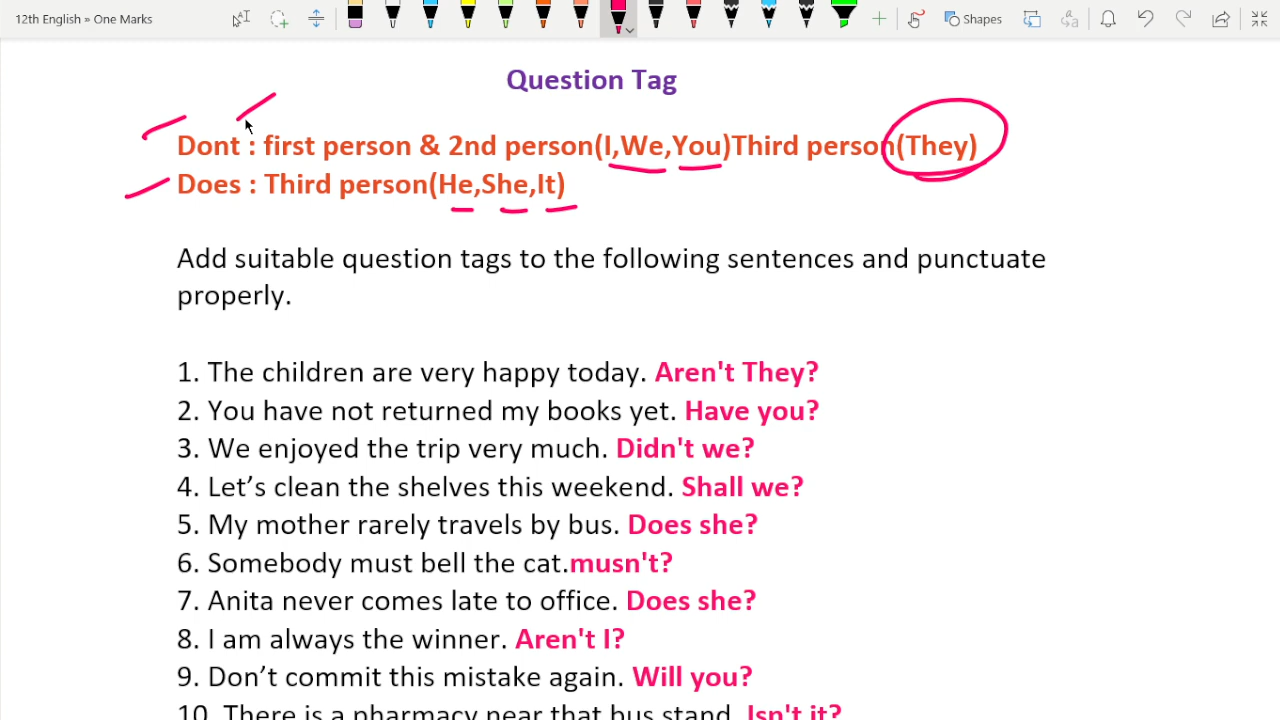 12th English » One Marks
Shapes
Question Tag
Dont : first person & 2nd person(I,We,You)Third person(They)
Does : Third person(He,She,It)
Add suitable question tags to the following sentences and punctuate
properly.
1. The children are very happy today. Aren't They?
2. You have not returned my books yet. Have you?
3. We enjoyed the trip very much. Didn't we?
4. Let’s clean the shelves this weekend. Shall we?
5. My mother rarely travels by bus. Does she?
6. Somebody must bell the cat.musn't?
7. Anita never comes late to office. Does she?
8. I am always the winner. Aren't I?
9. Don’t commit this mistake again. Will you?
10. There is a pharmacy near that bus stand. Isn't it?